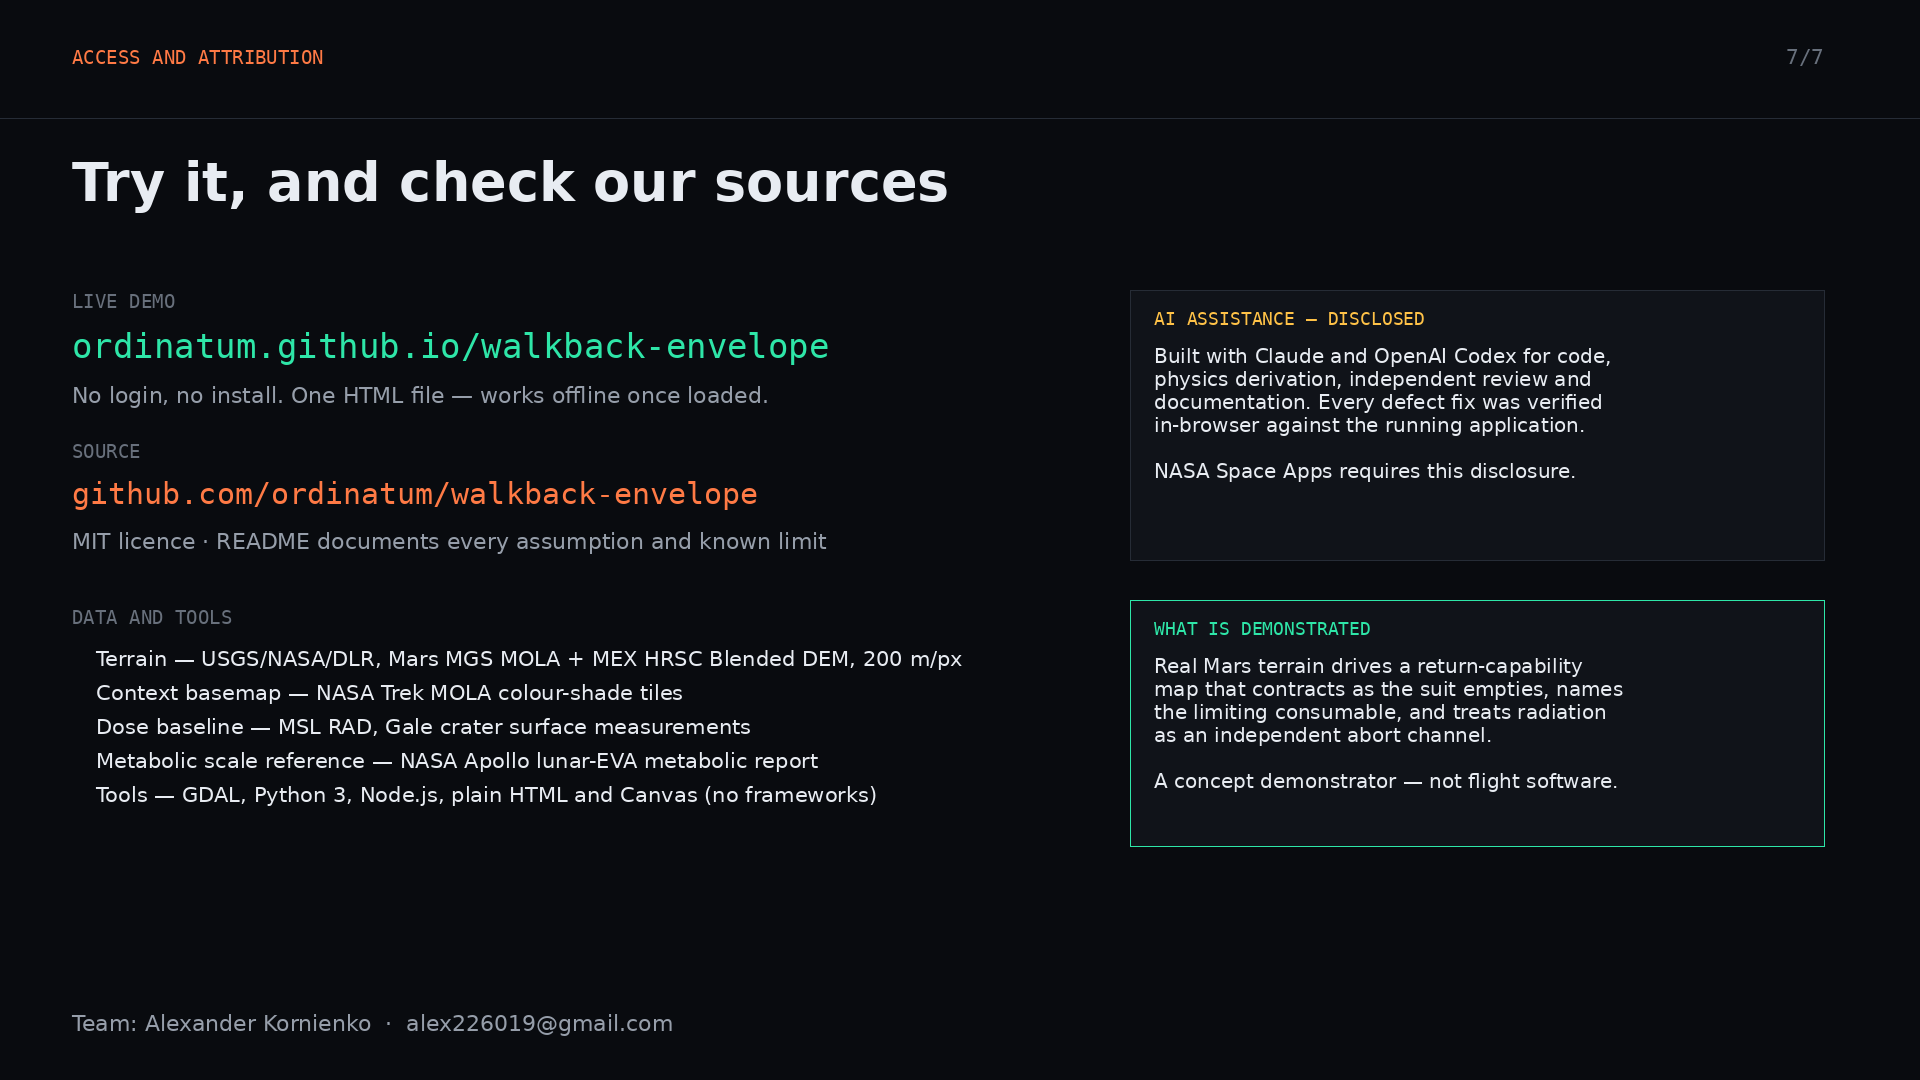 ACCESS AND ATTRIBUTION
7/7
Try it, and check our sources
LIVE DEMO
ordinatum.github.io/walkback-envelope
No login, no install. One HTML file — works offline once loaded.
SOURCE
github.com/ordinatum/walkback-envelope
MIT licence · README documents every assumption and known limit
DATA AND TOOLS
Terrain — USGS/NASA/DLR, Mars MGS MOLA + MEX HRSC Blended DEM, 200 m/px
Context basemap — NASA Trek MOLA colour-shade tiles
Dose baseline — MSL RAD, Gale crater surface measurements
Metabolic scale reference — NASA Apollo lunar-EVA metabolic report
Tools — GDAL, Python 3, Node.js, plain HTML and Canvas (no frameworks)
AI ASSISTANCE — DISCLOSED
Built with Claude and OpenAI Codex for code,
physics derivation, independent review and
documentation. Every defect fix was verified
in-browser against the running application.
NASA Space Apps requires this disclosure.
WHAT IS DEMONSTRATED
Real Mars terrain drives a return-capability
map that contracts as the suit empties, names
the limiting consumable, and treats radiation
as an independent abort channel.
A concept demonstrator — not flight software.
Team: Alexander Kornienko · alex226019@gmail.com